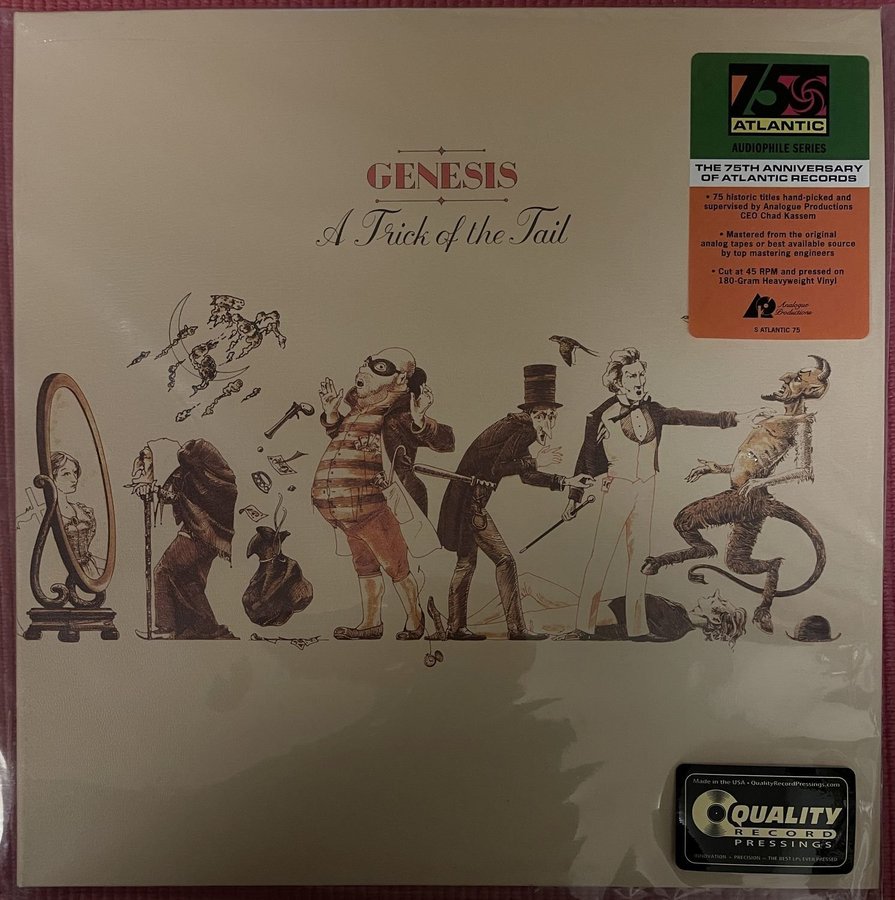 GENESIS
A Trick of the Tail
75
ATLANTIC
AUDIOPHILE SERIES
THE 75TH ANNIVERSARY
OF ATLANTIC RECORDS
• 75 historic titles hand-picked and
supervised by Analogue Productions
CEO Chad Kassem
• Mastered from the original
analog tapes or best available source
by top mastering engineers
• Cut at 45 RPM and pressed on
180-Gram Heavyweight Vinyl
Analogue
Productions
S ATLANTIC 75
Made in the USA • QualityRecordPressings.com
QUALITY
RECORD
PRESSINGS
INNOVATION – PRECISION – THE BEST LPs EVER PRESSED